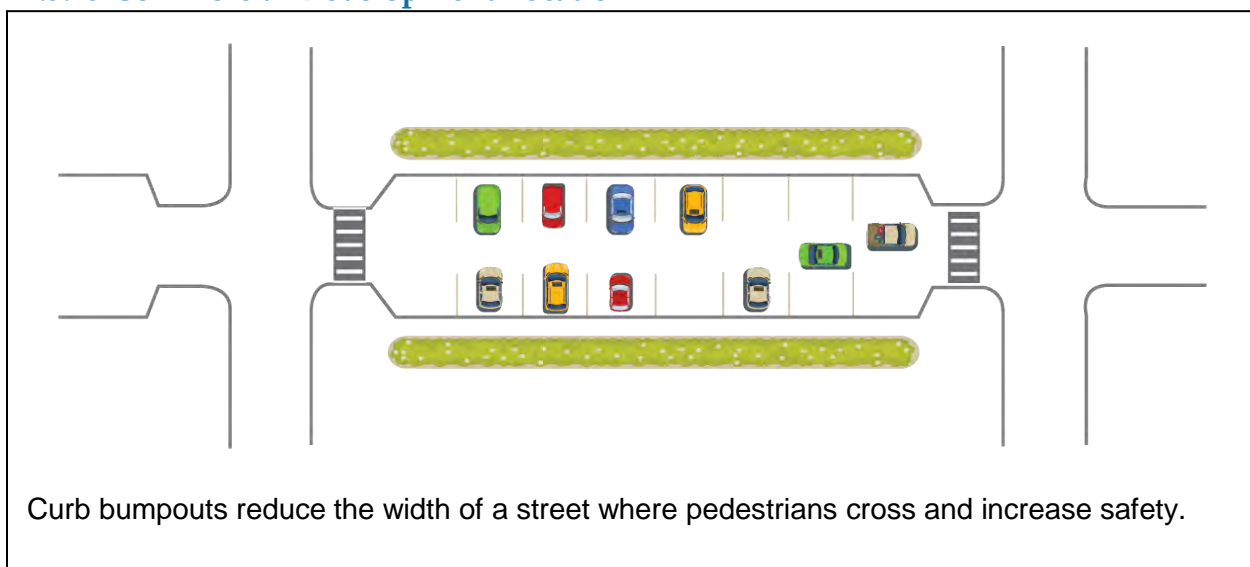 Curb bumpouts reduce the width of a street where pedestrians cross and increase safety.